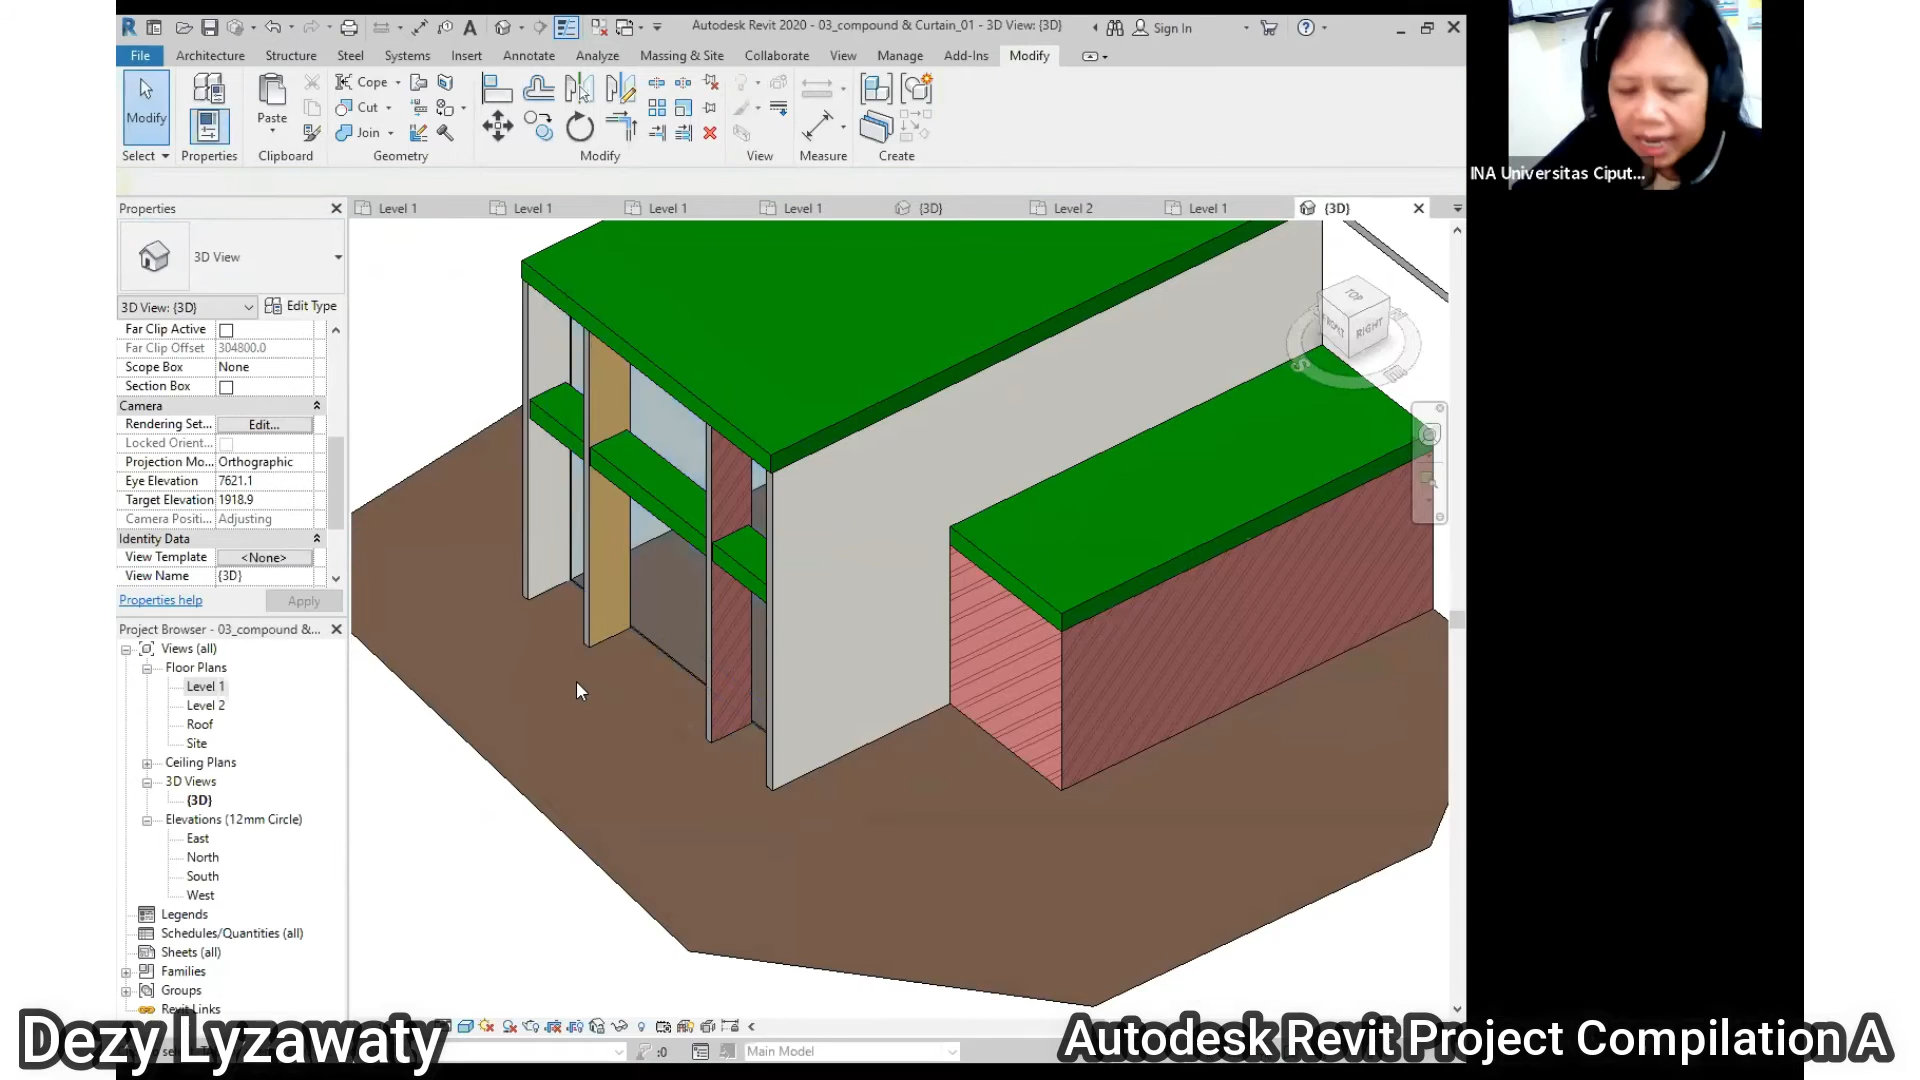 Autodesk Revit 2020 - 03_compound & Curtain_01 - 3D View: {3D}
Sign In
File Architecture Structure Steel Systems Insert Annotate Analyze Massing & Site Collaborate View Manage Add-Ins Modify
Modify
Paste
Cope
Cut
Join
Select Properties Clipboard Geometry Modify View Measure Create
INA Universitas Ciput...
Properties
Level 1 Level 1 Level 1 Level 1 {3D} Level 2 Level 1 {3D}
3D View
3D View: {3D} Edit Type
Far Clip Active
Far Clip Offset 304800.0
Scope Box None
Section Box
Camera
Rendering Set... Edit...
Locked Orient...
Projection Mo... Orthographic
Eye Elevation 7621.1
Target Elevation 1918.9
Camera Positi... Adjusting
Identity Data
View Template <None>
View Name {3D}
Properties help Apply
TOP
FRONT RIGHT
S
Project Browser - 03_compound &...
Views (all)
Floor Plans
Level 1
Level 2
Roof
Site
Ceiling Plans
3D Views
{3D}
Elevations (12mm Circle)
East
North
South
West
Legends
Schedules/Quantities (all)
Sheets (all)
Families
Groups
Revit Links
:0 Main Model
Dezy Lyzawaty
Autodesk Revit Project Compilation A